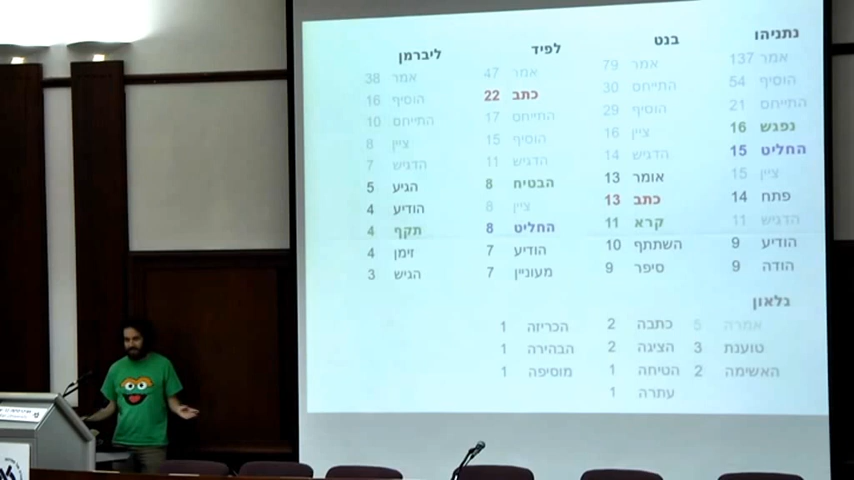 נתניהו בנט לפיד ליברמן
אמר 137 אמר 79 אמר 47 אמר 38
הוסיף 54 התייחס 30 כתב 22 הוסיף 16
התייחס 21 הוסיף 29 התייחס 17 התייחס 10
נפגש 16 ציין 16 הוסיף 15 ציין 8
החליט 15 הדגיש 14 הדגיש 11 הדגיש 7
ציין 15 אומר 13 הבטיח 8 הגיע 5
פתח 14 כתב 13 ציין 8 הודיע 4
הדגיש 11 קרא 11 החליט 8 תקף 4
הודיע 9 השתתף 10 הודיע 7 זימן 4
הודה 9 סיפר 9 מעוניין 7 הגיש 3
גלאון
אמרה 5 כתבה 2 הכריזה 1
טוענת 3 הציגה 2 הבהירה 1
האשימה 2 הטיחה 1 מוסיפה 1
עתרה 1